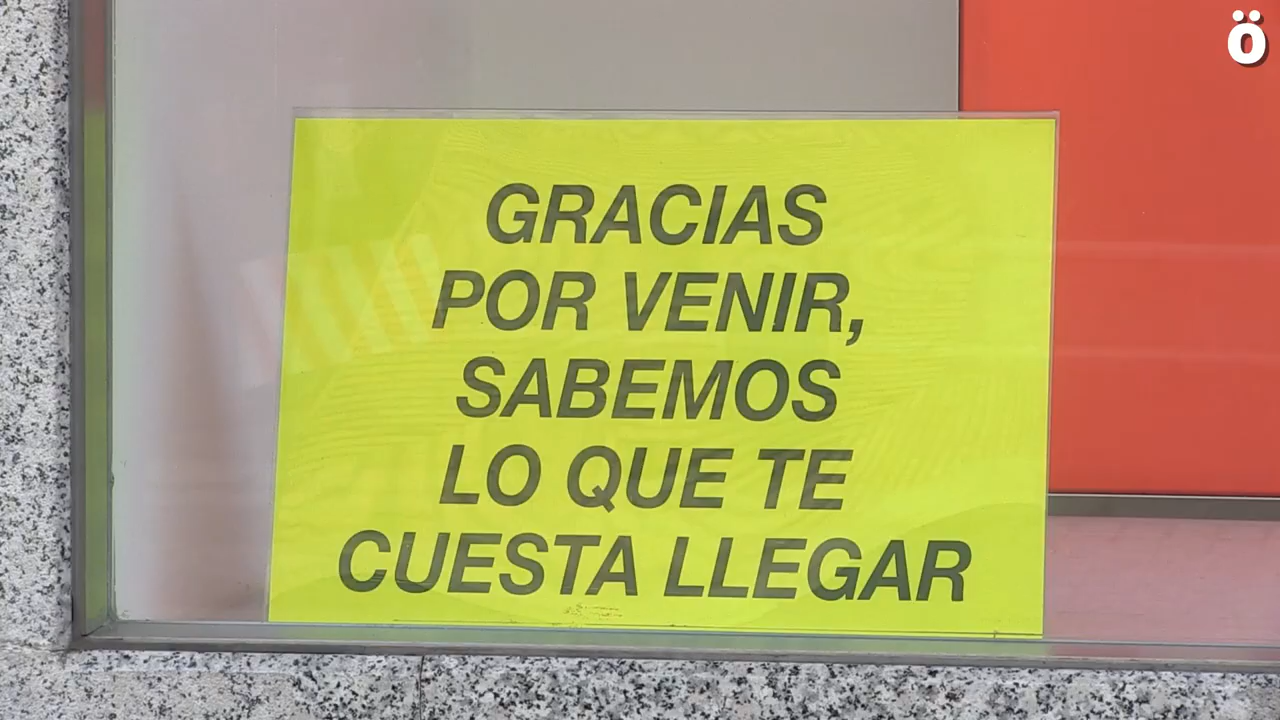 ö
GRACIAS
POR VENIR,
SABEMOS
LO QUE TE
CUESTA LLEGAR